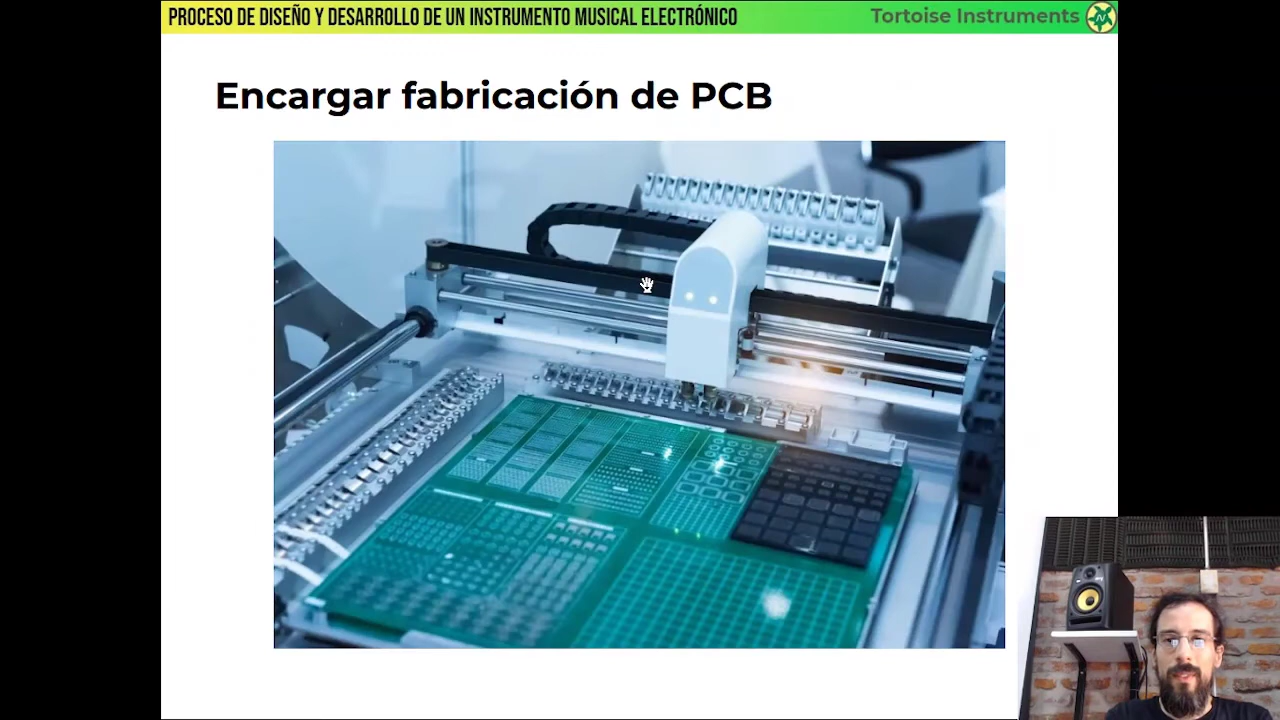 PROCESO DE DISEÑO Y DESARROLLO DE UN INSTRUMENTO MUSICAL ELECTRÓNICO
Tortoise Instruments
Encargar fabricación de PCB